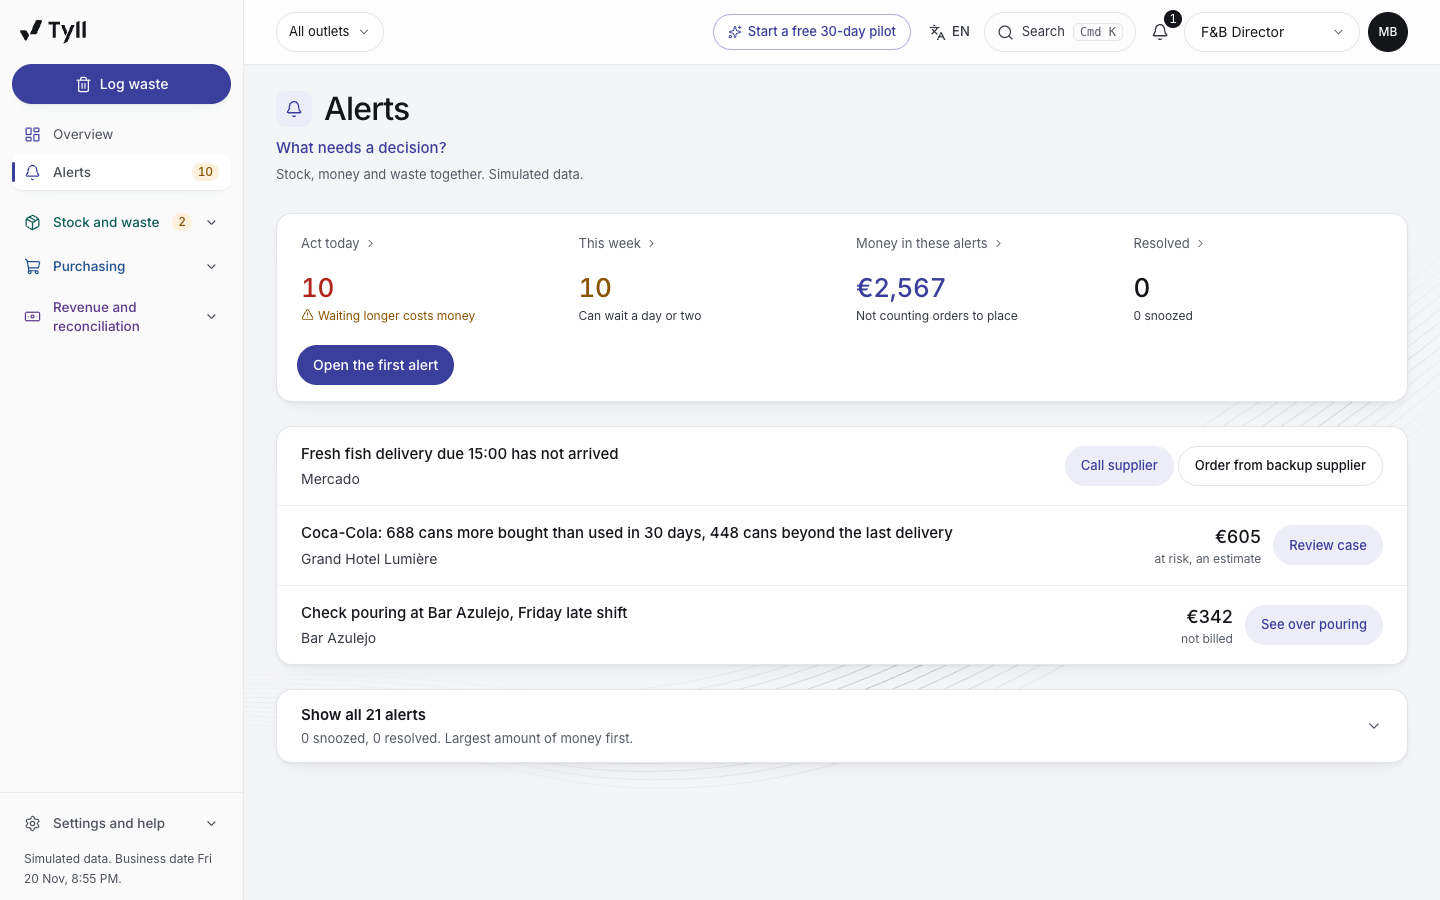 Tyll
Log waste
Overview
Alerts
10
Stock and waste
2
Purchasing
Revenue and
reconciliation
Settings and help
Simulated data. Business date Fri
20 Nov, 8:55 PM.
All outlets
Start a free 30-day pilot
EN
Search
Cmd K
1
F&B Director
MB
Alerts
What needs a decision?
Stock, money and waste together. Simulated data.
Act today
10
Waiting longer costs money
This week
10
Can wait a day or two
Money in these alerts
€2,567
Not counting orders to place
Resolved
0
0 snoozed
Open the first alert
Fresh fish delivery due 15:00 has not arrived
Mercado
Call supplier
Order from backup supplier
Coca-Cola: 688 cans more bought than used in 30 days, 448 cans beyond the last delivery
Grand Hotel Lumière
€605
at risk, an estimate
Review case
Check pouring at Bar Azulejo, Friday late shift
Bar Azulejo
€342
not billed
See over pouring
Show all 21 alerts
0 snoozed, 0 resolved. Largest amount of money first.